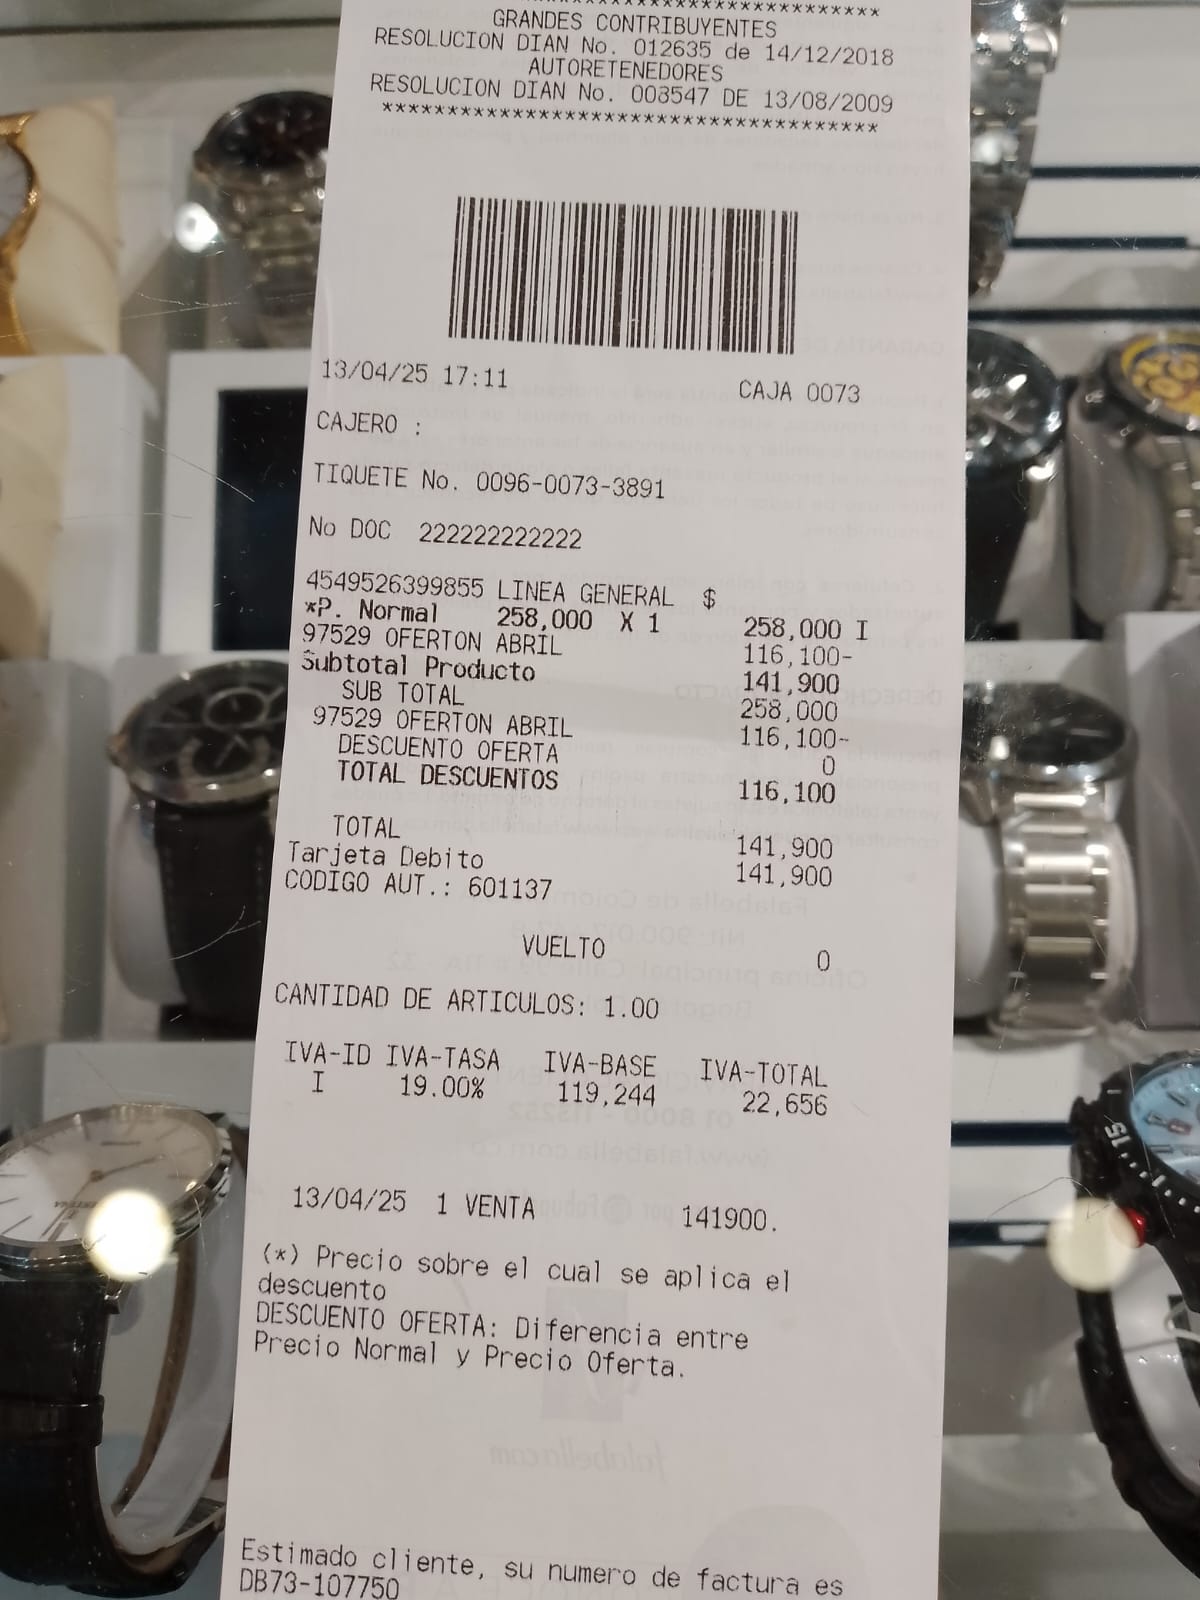 ****************************************
GRANDES CONTRIBUYENTES
RESOLUCION DIAN No. 012635 de 14/12/2018
AUTORETENEDORES
RESOLUCION DIAN No. 003547 DE 13/08/2009
****************************************
13/04/25 17:11 CAJA 0073
CAJERO :
TIQUETE No. 0096-0073-3891
No DOC 222222222222
4549526399855 LINEA GENERAL $
*P. Normal 258,000 X 1 258,000 I
97529 OFERTON ABRIL 116,100-
Subtotal Producto 141,900
SUB TOTAL 258,000
97529 OFERTON ABRIL 116,100-
DESCUENTO OFERTA 0
TOTAL DESCUENTOS 116,100
TOTAL 141,900
Tarjeta Debito 141,900
CODIGO AUT.: 601137
VUELTO 0
CANTIDAD DE ARTICULOS: 1.00
IVA-ID IVA-TASA IVA-BASE IVA-TOTAL
I 19.00% 119,244 22,656
13/04/25 1 VENTA 141900.
(*) Precio sobre el cual se aplica el
descuento
DESCUENTO OFERTA: Diferencia entre
Precio Normal y Precio Oferta.
falabella.com
Estimado cliente, su numero de factura es
DB73-107750
15